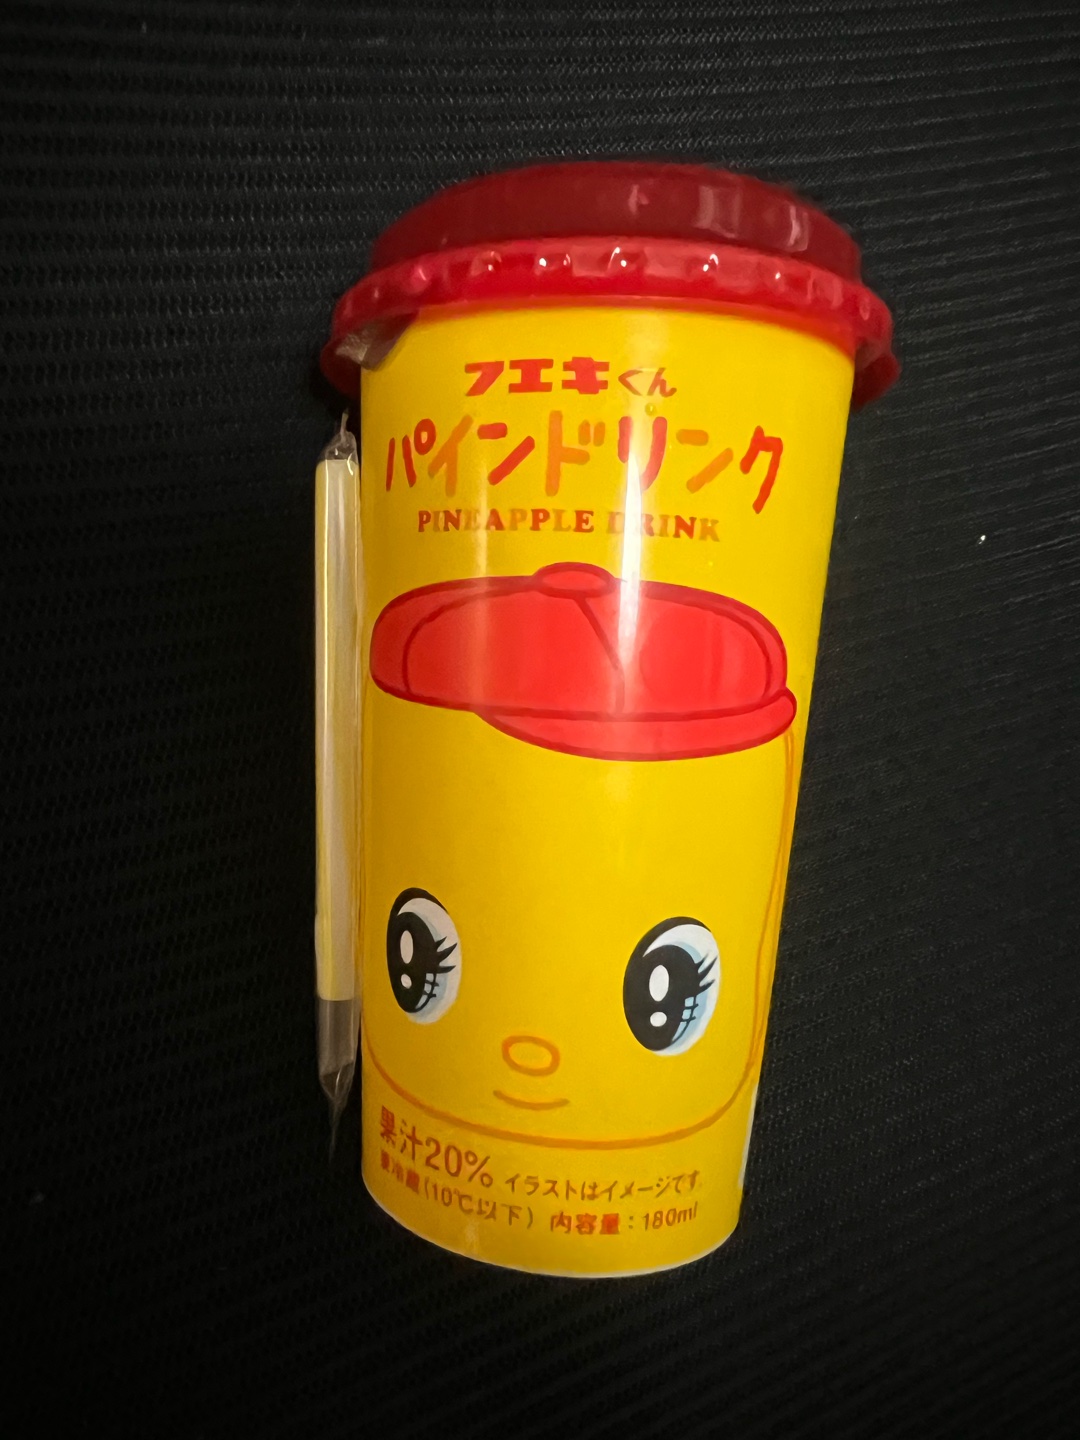 フエキくん
パインドリンク
PINEAPPLE DRINK
果汁20% イラストはイメージです。
要冷蔵(10℃以下) 内容量:180ml